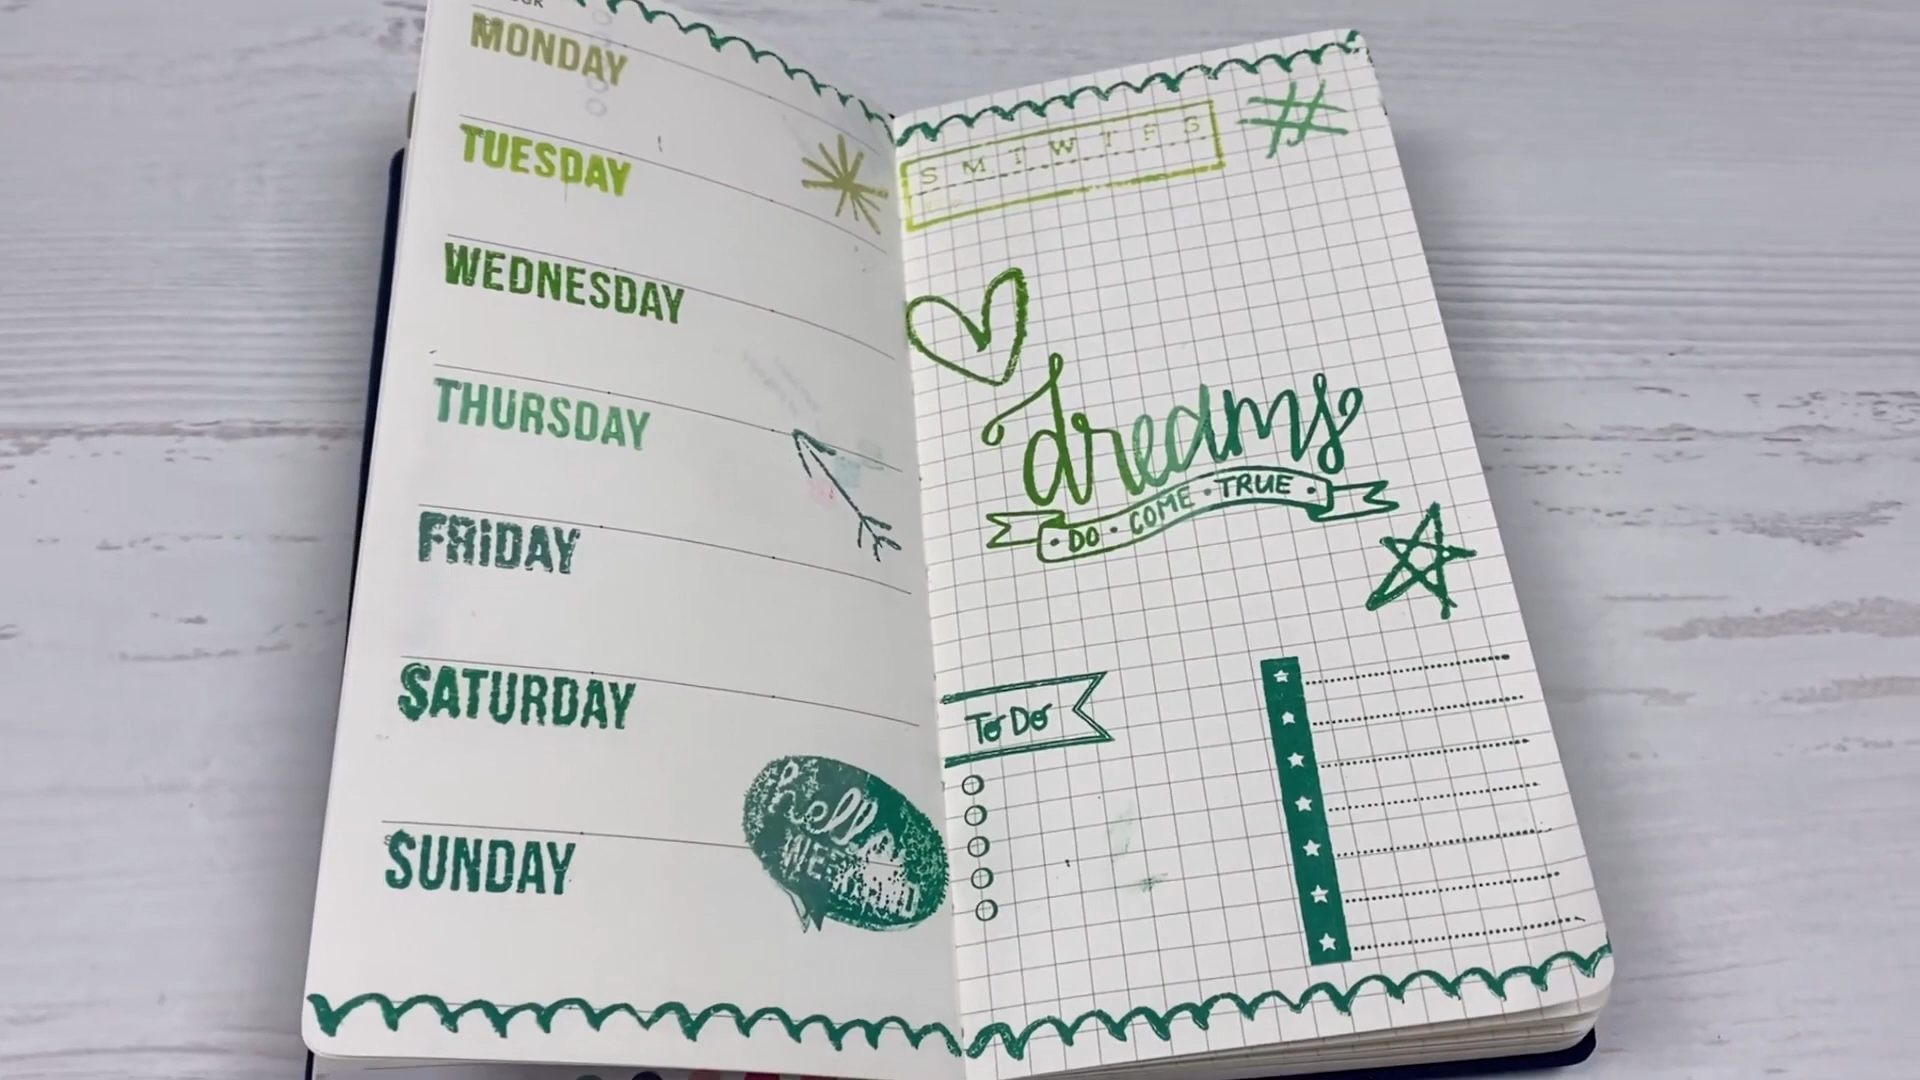 MONDAY
TUESDAY
WEDNESDAY
THURSDAY
FRIDAY
SATURDAY
SUNDAY
hello
WEEKEND
S M T W T F S
#
dreams
DO • COME • TRUE
To Do